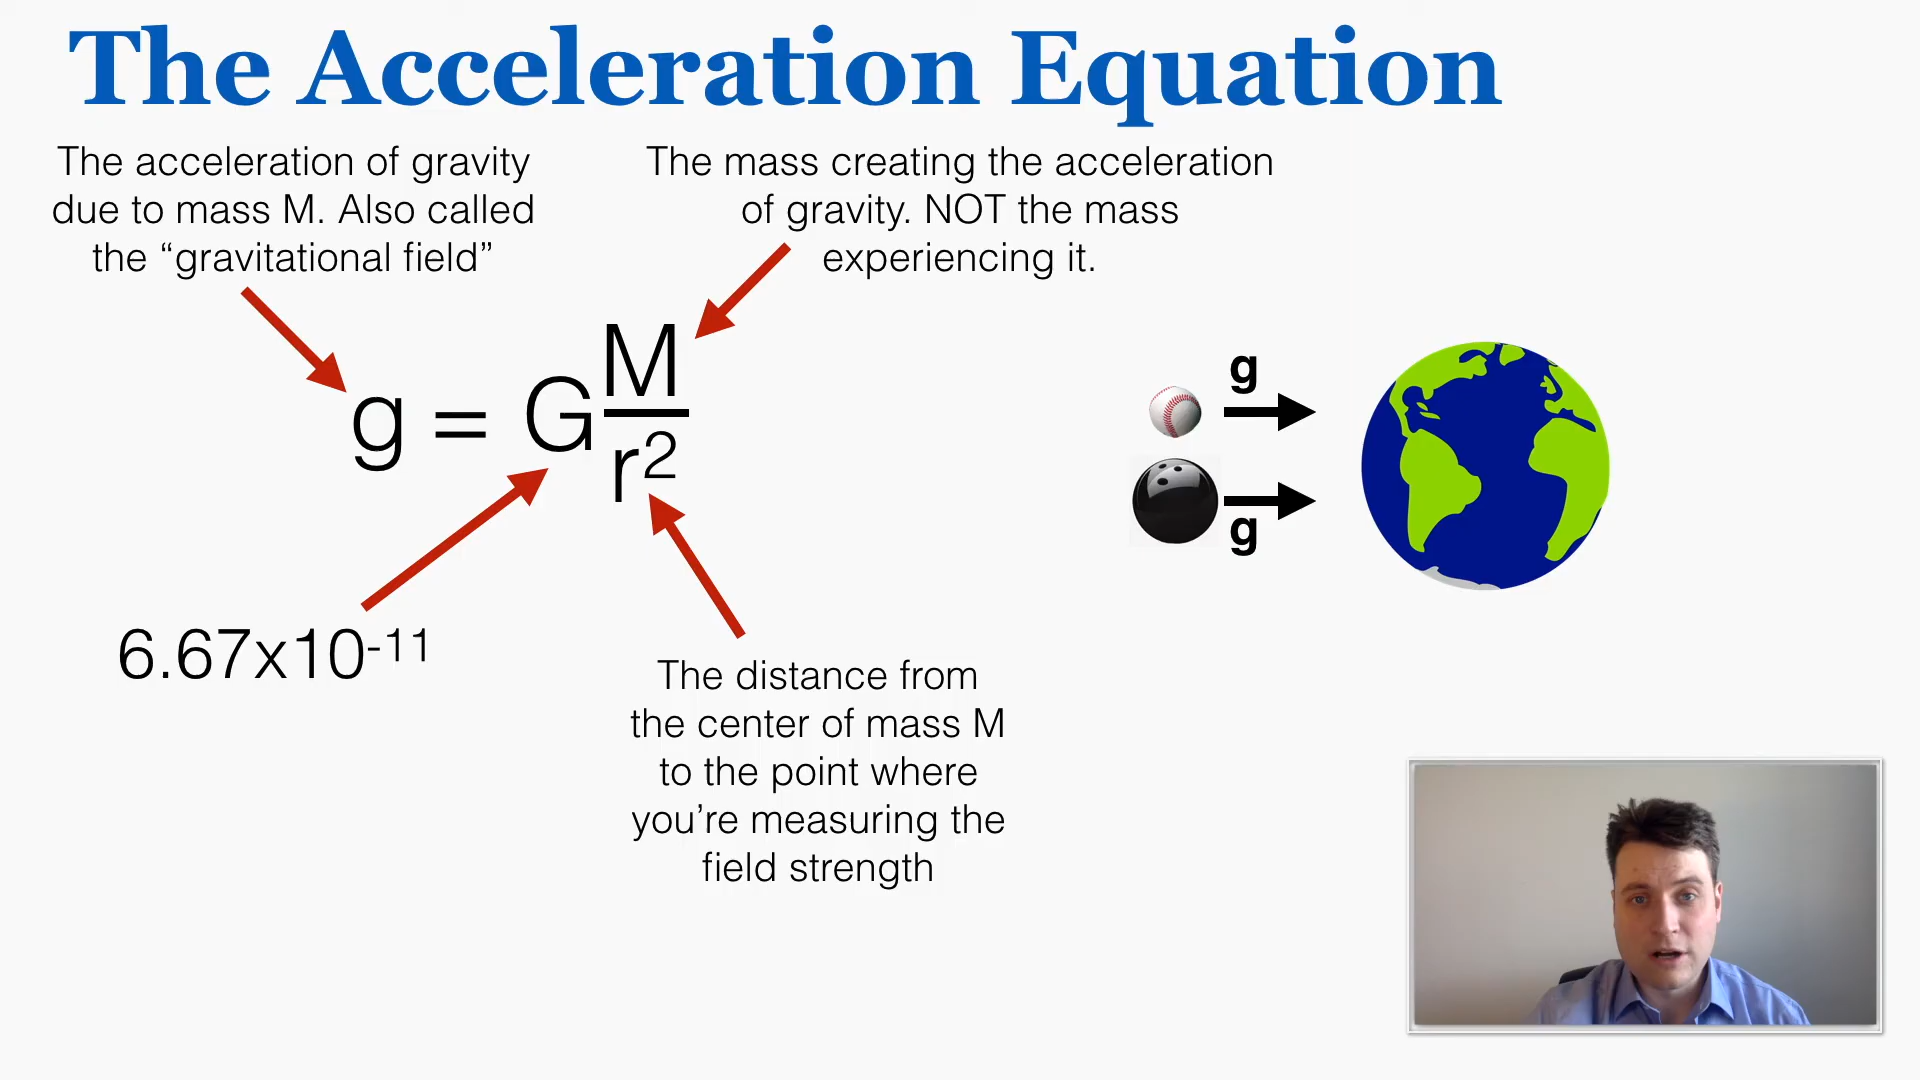 The Acceleration Equation
The acceleration of gravity
due to mass M. Also called
the “gravitational field”
The mass creating the acceleration
of gravity. NOT the mass
experiencing it.
g = G M/r²
g
g
6.67x10⁻¹¹
The distance from
the center of mass M
to the point where
you’re measuring the
field strength